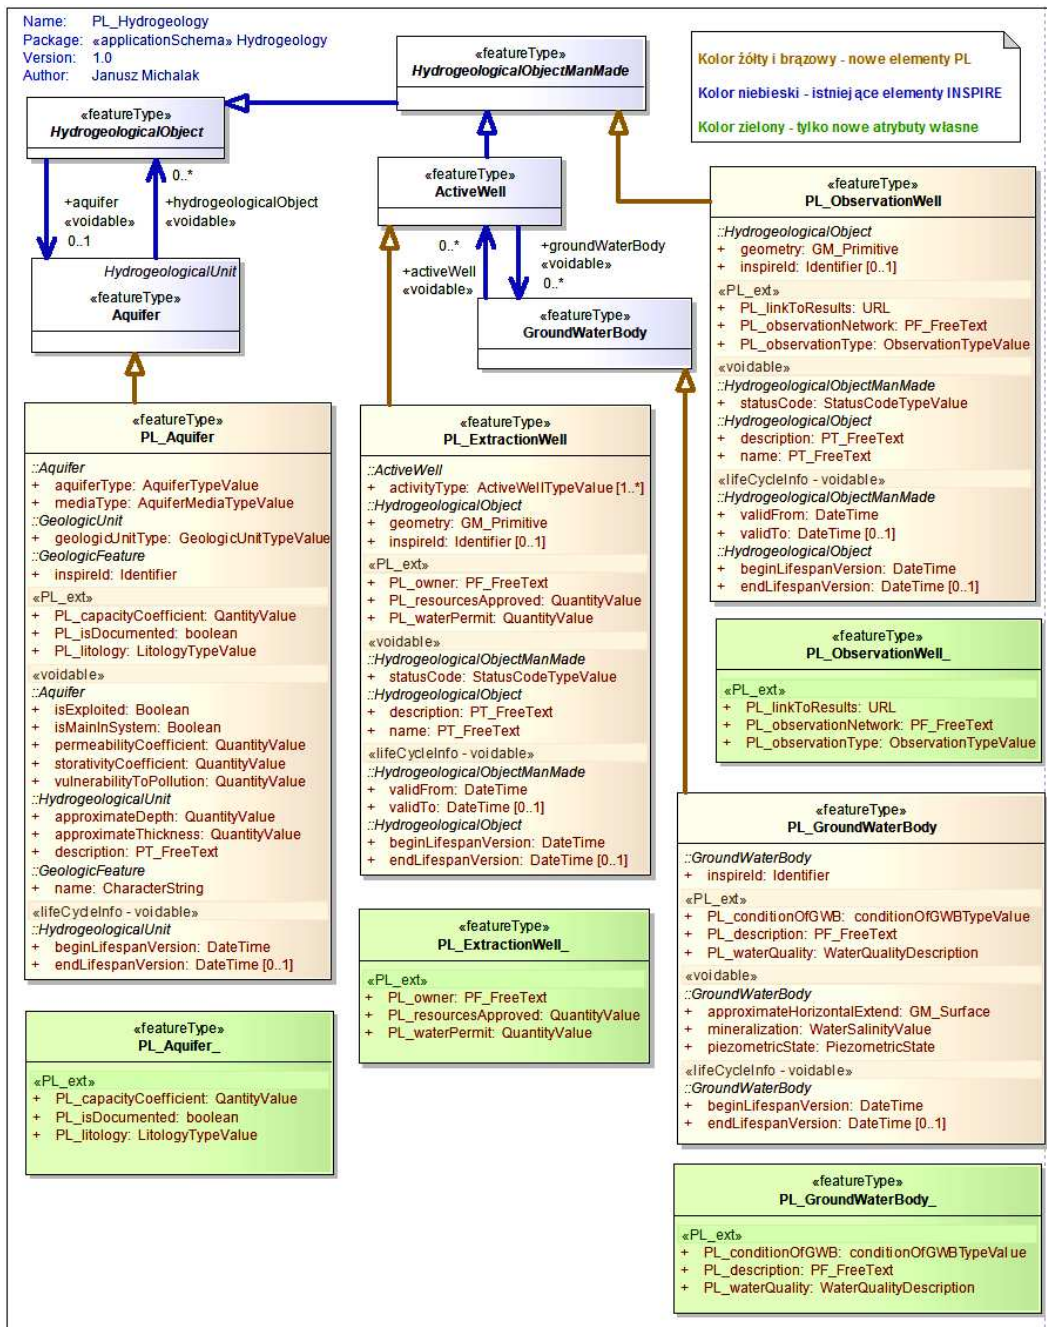 Name: PL_Hydrogeology
Package: «applicationSchema» Hydrogeology
Version: 1.0
Author: Janusz Michalak
«featureType»
HydrogeologicalObjectManMade
Kolor żółty i brązowy - nowe elementy PL
Kolor niebieski - istniejące elementy INSPIRE
Kolor zielony - tylko nowe atrybuty własne
«featureType»
HydrogeologicalObject
+aquifer
«voidable»
0..1
0..*
+hydrogeologicalObject
«voidable»
HydrogeologicalUnit
«featureType»
Aquifer
«featureType»
ActiveWell
0..*
+activeWell
«voidable»
+groundWaterBody
«voidable»
0..*
«featureType»
GroundWaterBody
«featureType»
PL_ObservationWell
::HydrogeologicalObject
+ geometry: GM_Primitive
+ inspireId: Identifier [0..1]
«PL_ext»
+ PL_linkToResults: URL
+ PL_observationNetwork: PF_FreeText
+ PL_observationType: ObservationTypeValue
«voidable»
::HydrogeologicalObjectManMade
+ statusCode: StatusCodeTypeValue
::HydrogeologicalObject
+ description: PT_FreeText
+ name: PT_FreeText
«lifeCycleInfo - voidable»
::HydrogeologicalObjectManMade
+ validFrom: DateTime
+ validTo: DateTime [0..1]
::HydrogeologicalObject
+ beginLifespanVersion: DateTime
+ endLifespanVersion: DateTime [0..1]
«featureType»
PL_Aquifer
::Aquifer
+ aquiferType: AquiferTypeValue
+ mediaType: AquiferMediaTypeValue
::GeologicUnit
+ geologicUnitType: GeologicUnitTypeValue
::GeologicFeature
+ inspireId: Identifier
«PL_ext»
+ PL_capacityCoefficient: QantityValue
+ PL_isDocumented: boolean
+ PL_litology: LitologyTypeValue
«voidable»
::Aquifer
+ isExploited: Boolean
+ isMainInSystem: Boolean
+ permeabilityCoefficient: QuantityValue
+ storativityCoefficient: QuantityValue
+ vulnerabilityToPollution: QuantityValue
::HydrogeologicalUnit
+ approximateDepth: QuantityValue
+ approximateThickness: QuantityValue
+ description: PT_FreeText
::GeologicFeature
+ name: CharacterString
«lifeCycleInfo - voidable»
::HydrogeologicalUnit
+ beginLifespanVersion: DateTime
+ endLifespanVersion: DateTime [0..1]
«featureType»
PL_ExtractionWell
::ActiveWell
+ activityType: ActiveWellTypeValue [1..*]
::HydrogeologicalObject
+ geometry: GM_Primitive
+ inspireId: Identifier [0..1]
«PL_ext»
+ PL_owner: PF_FreeText
+ PL_resourcesApproved: QuantityValue
+ PL_waterPermit: QuantityValue
«voidable»
::HydrogeologicalObjectManMade
+ statusCode: StatusCodeTypeValue
::HydrogeologicalObject
+ description: PT_FreeText
+ name: PT_FreeText
«lifeCycleInfo - voidable»
::HydrogeologicalObjectManMade
+ validFrom: DateTime
+ validTo: DateTime [0..1]
::HydrogeologicalObject
+ beginLifespanVersion: DateTime
+ endLifespanVersion: DateTime [0..1]
«featureType»
PL_ObservationWell_
«PL_ext»
+ PL_linkToResults: URL
+ PL_observationNetwork: PF_FreeText
+ PL_observationType: ObservationTypeValue
«featureType»
PL_GroundWaterBody
::GroundWaterBody
+ inspireId: Identifier
«PL_ext»
+ PL_conditionOfGWB: conditionOfGWBTypeValue
+ PL_description: PF_FreeText
+ PL_waterQuality: WaterQualityDescription
«voidable»
::GroundWaterBody
+ approximateHorizontalExtend: GM_Surface
+ mineralization: WaterSalinityValue
+ piezometricState: PiezometricState
«lifeCycleInfo - voidable»
::GroundWaterBody
+ beginLifespanVersion: DateTime
+ endLifespanVersion: DateTime [0..1]
«featureType»
PL_ExtractionWell_
«PL_ext»
+ PL_owner: PF_FreeText
+ PL_resourcesApproved: QuantityValue
+ PL_waterPermit: QuantityValue
«featureType»
PL_Aquifer_
«PL_ext»
+ PL_capacityCoefficient: QantityValue
+ PL_isDocumented: boolean
+ PL_litology: LitologyTypeValue
«featureType»
PL_GroundWaterBody_
«PL_ext»
+ PL_conditionOfGWB: conditionOfGWBTypeValue
+ PL_description: PF_FreeText
+ PL_waterQuality: WaterQualityDescription